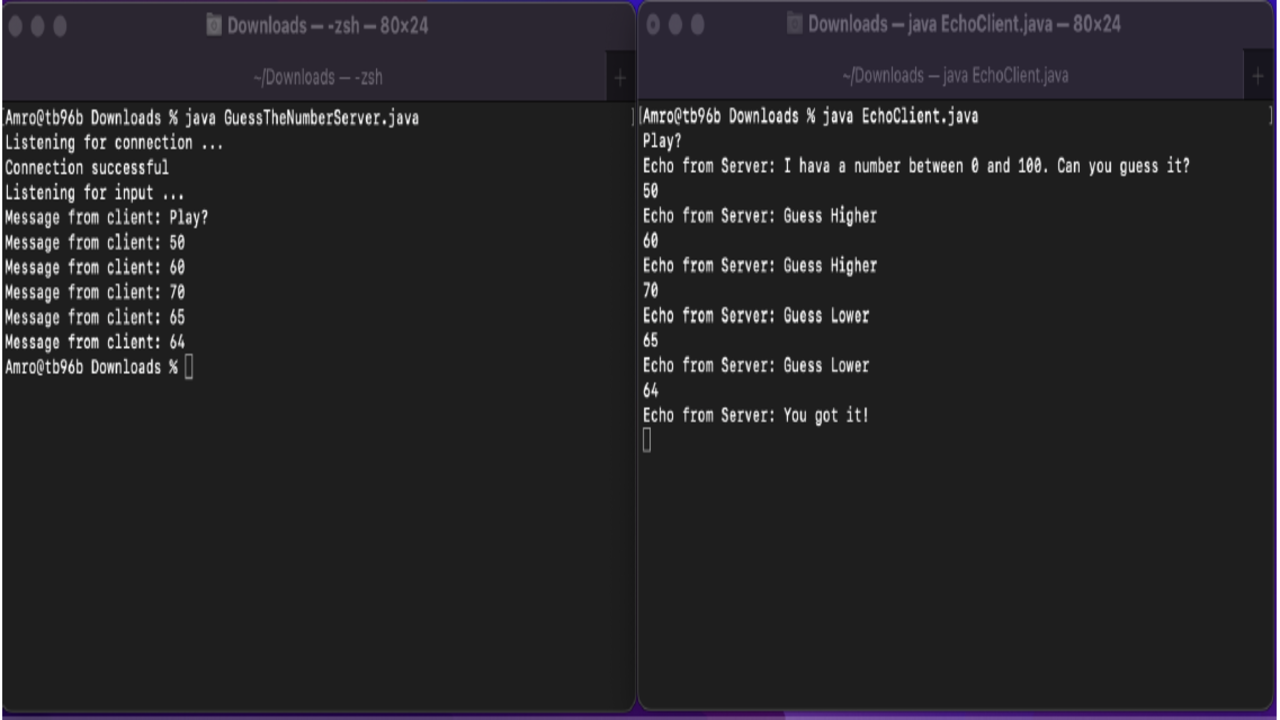 Downloads — -zsh — 80×24
~/Downloads — -zsh
+
[Amro@tb96b Downloads % java GuessTheNumberServer.java ]
Listening for connection ...
Connection successful
Listening for input ...
Message from client: Play?
Message from client: 50
Message from client: 60
Message from client: 70
Message from client: 65
Message from client: 64
Amro@tb96b Downloads %
Downloads — java EchoClient.java — 80×24
~/Downloads — java EchoClient.java
+
[Amro@tb96b Downloads % java EchoClient.java ]
Play?
Echo from Server: I hava a number between 0 and 100. Can you guess it?
50
Echo from Server: Guess Higher
60
Echo from Server: Guess Higher
70
Echo from Server: Guess Lower
65
Echo from Server: Guess Lower
64
Echo from Server: You got it!